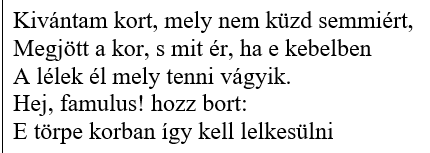 Kivántam kort, mely nem küzd semmiért,
Megjött a kor, s mit ér, ha e kebelben
A lélek él mely tenni vágyik.
Hej, famulus! hozz bort:
E törpe korban így kell lelkesülni